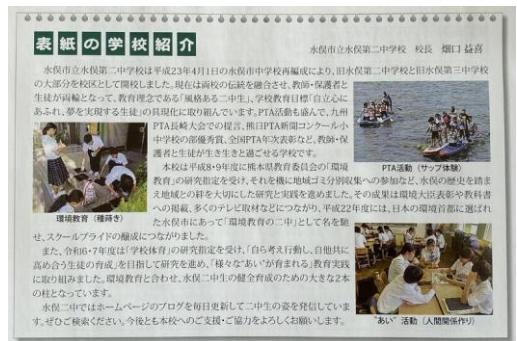 表紙の学校紹介
水俣市立水俣第二中学校 校長 畑口 益喜
水俣市立水俣第二中学校は平成23年4月1日の水俣市中学校再編成により、旧水俣第二中学校と旧水俣第三中学校
の大部分を校区として開校しました。現在は両校の伝統を融合させ、教師・保護者と
生徒が両輪となって、教育理念である「風格ある二中生」、学校教育目標「自立心に
あふれ、夢を実現する生徒」の具現化に取り組んでいます。PTA活動も盛んで、九州
PTA長崎大会での提言、熊日PTA新聞コンクール小
中学校の部優秀賞、全国PTA年次表彰など、教師・保
護者と生徒が生き生きと過ごせる学校です。
PTA活動（サップ体験）
本校は平成8・9年度に熊本県教育委員会の「環境
教育」の研究指定を受け、それを機に地域ゴミ分別収集への参加など、水俣の歴史を踏ま
え地域との絆を大切にした研究と実践を進めました。その成果は環境大臣表彰や教科書
への掲載、多くのテレビ取材などにつながり、平成22年度には、日本の環境首都に選ばれ
た水俣市にあって「環境教育の二中」として名を馳
環境教育（種蒔き）
せ、スクールプライドの醸成につながりました。
また、令和6・7年度は「学校体育」の研究指定を受け、「自ら考え行動し、自他共に
高め合う生徒の育成」を目指して研究を進め、「様々な“あい”が育まれる」教育実践
に取り組みました。環境教育と合わせ、水俣二中生の健全育成のための大きな2本
の柱となっています。
水俣二中ではホームページのブログを毎日更新して二中生の姿を発信していま
す。ぜひご検索ください。今後とも本校へのご支援・ご協力をよろしくお願いします。
“あい”活動（人間関係作り）